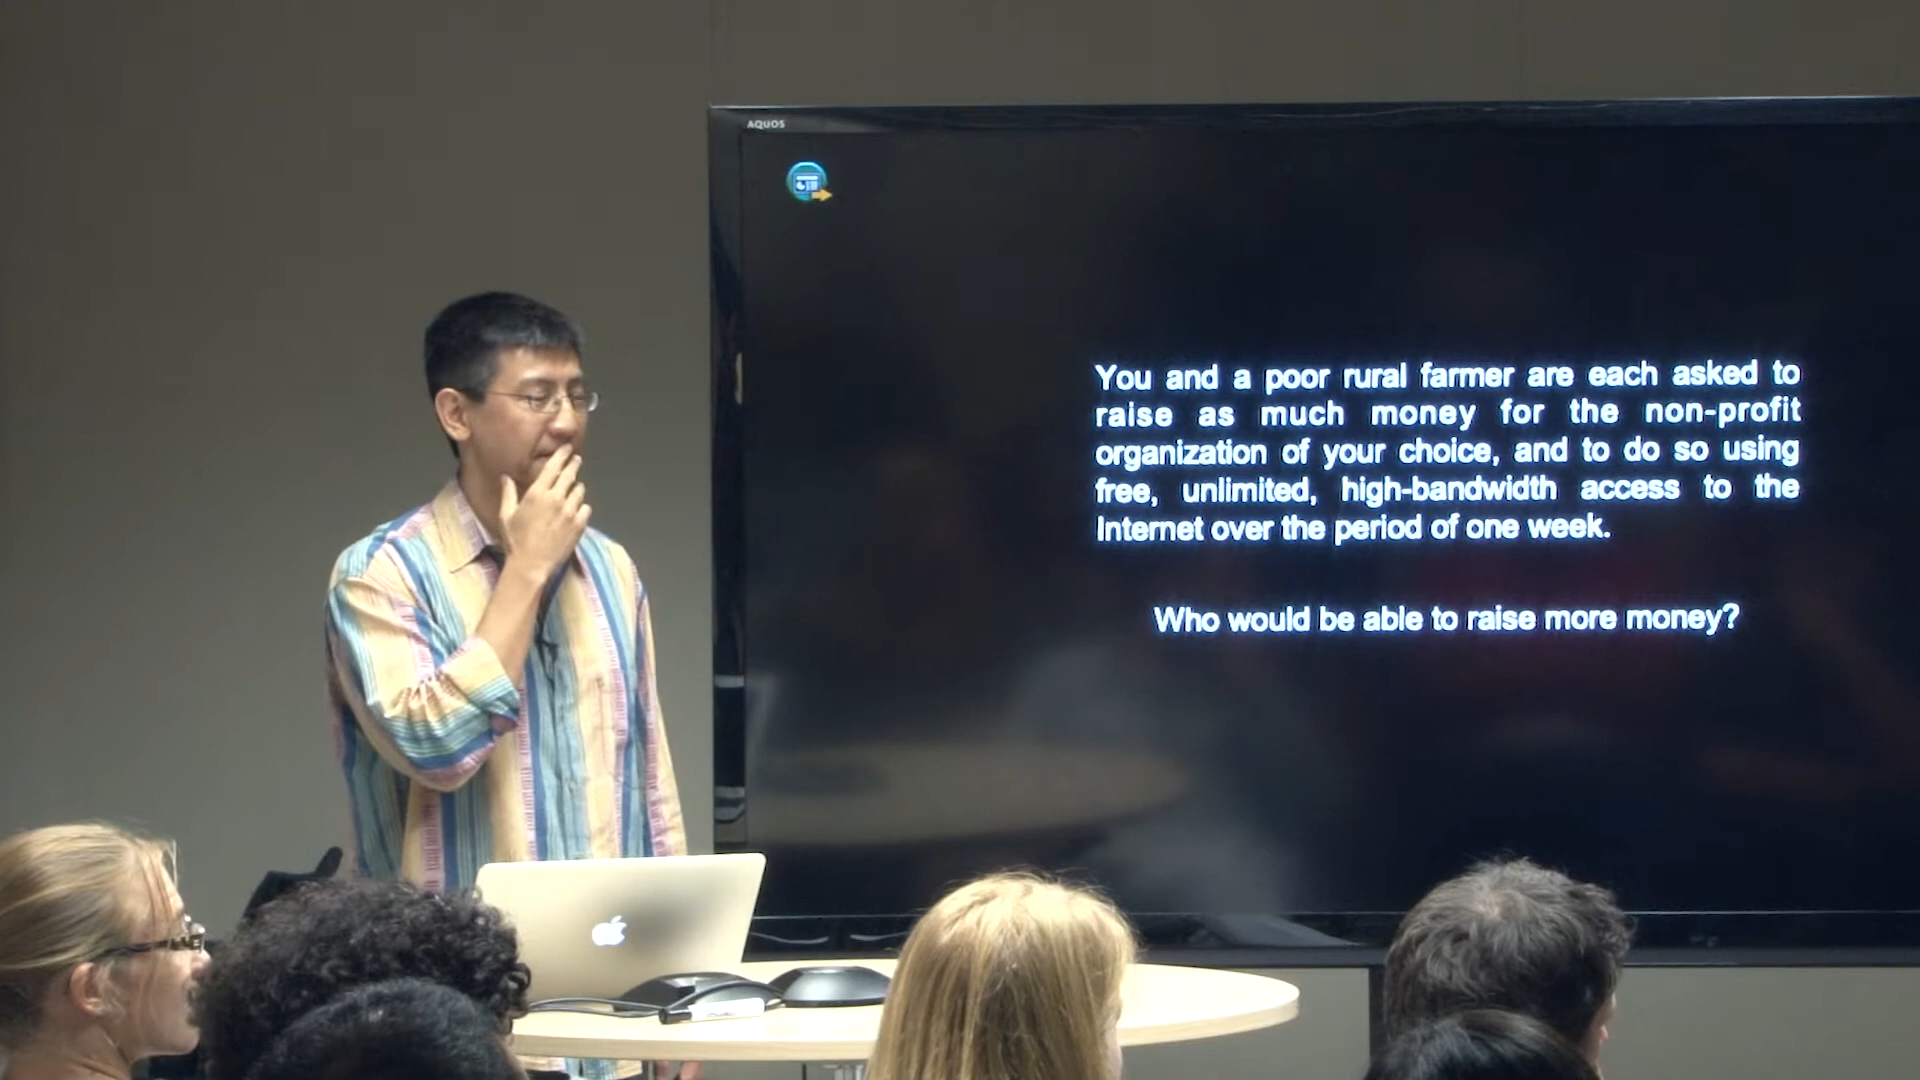 AQUOS
You and a poor rural farmer are each asked to
raise as much money for the non-profit
organization of your choice, and to do so using
free, unlimited, high-bandwidth access to the
Internet over the period of one week.
Who would be able to raise more money?